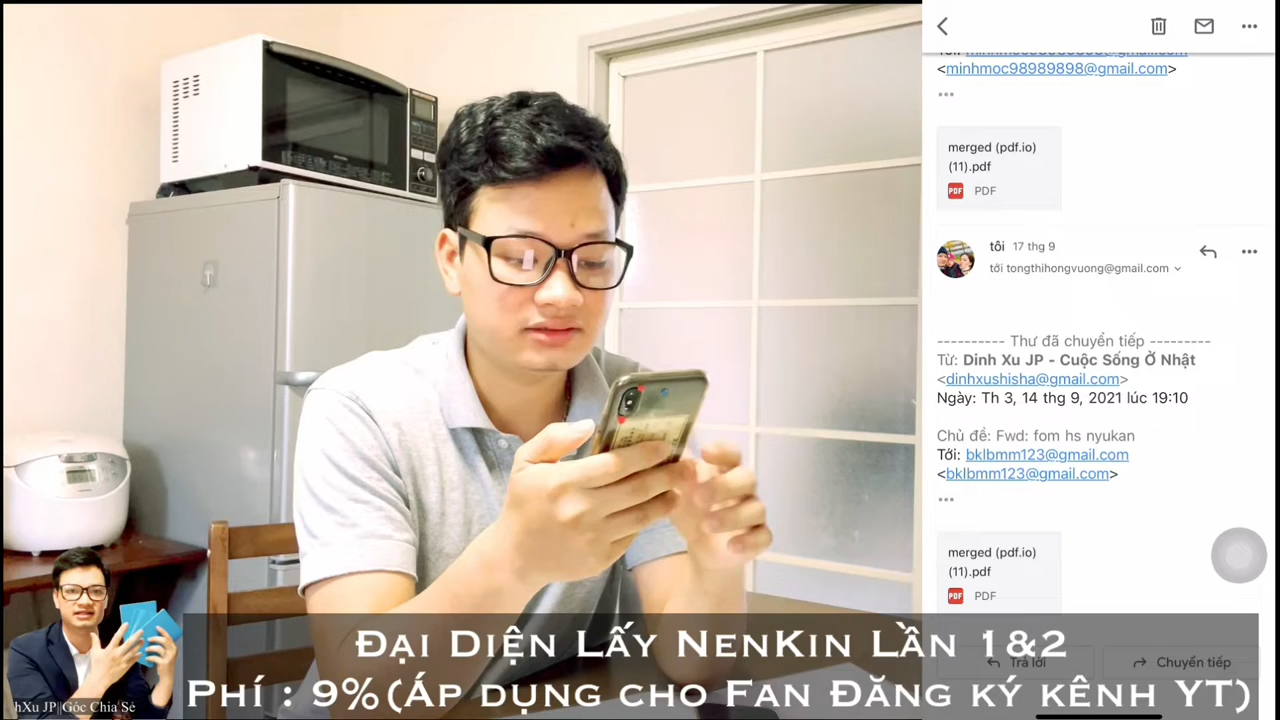 <minhmoc98989898@gmail.com>
merged (pdf.io)
(11).pdf
PDF
PDF
tôi 17 thg 9
tới tongthihongvuong@gmail.com
---------- Thư đã chuyển tiếp ---------
Từ: Dinh Xu JP - Cuộc Sống Ở Nhật
<dinhxushisha@gmail.com>
Ngày: Th 3, 14 thg 9, 2021 lúc 19:10
Chủ đề: Fwd: fom hs nyukan
Tới: bklbmm123@gmail.com
<bklbmm123@gmail.com>
merged (pdf.io)
(11).pdf
PDF
PDF
Trả lời
Chuyển tiếp
Đại Diện Lấy NenKin Lần 1&2
Phí : 9%(Áp dụng cho Fan Đăng ký kênh YT)
hXu JP||Góc Chia Sẻ